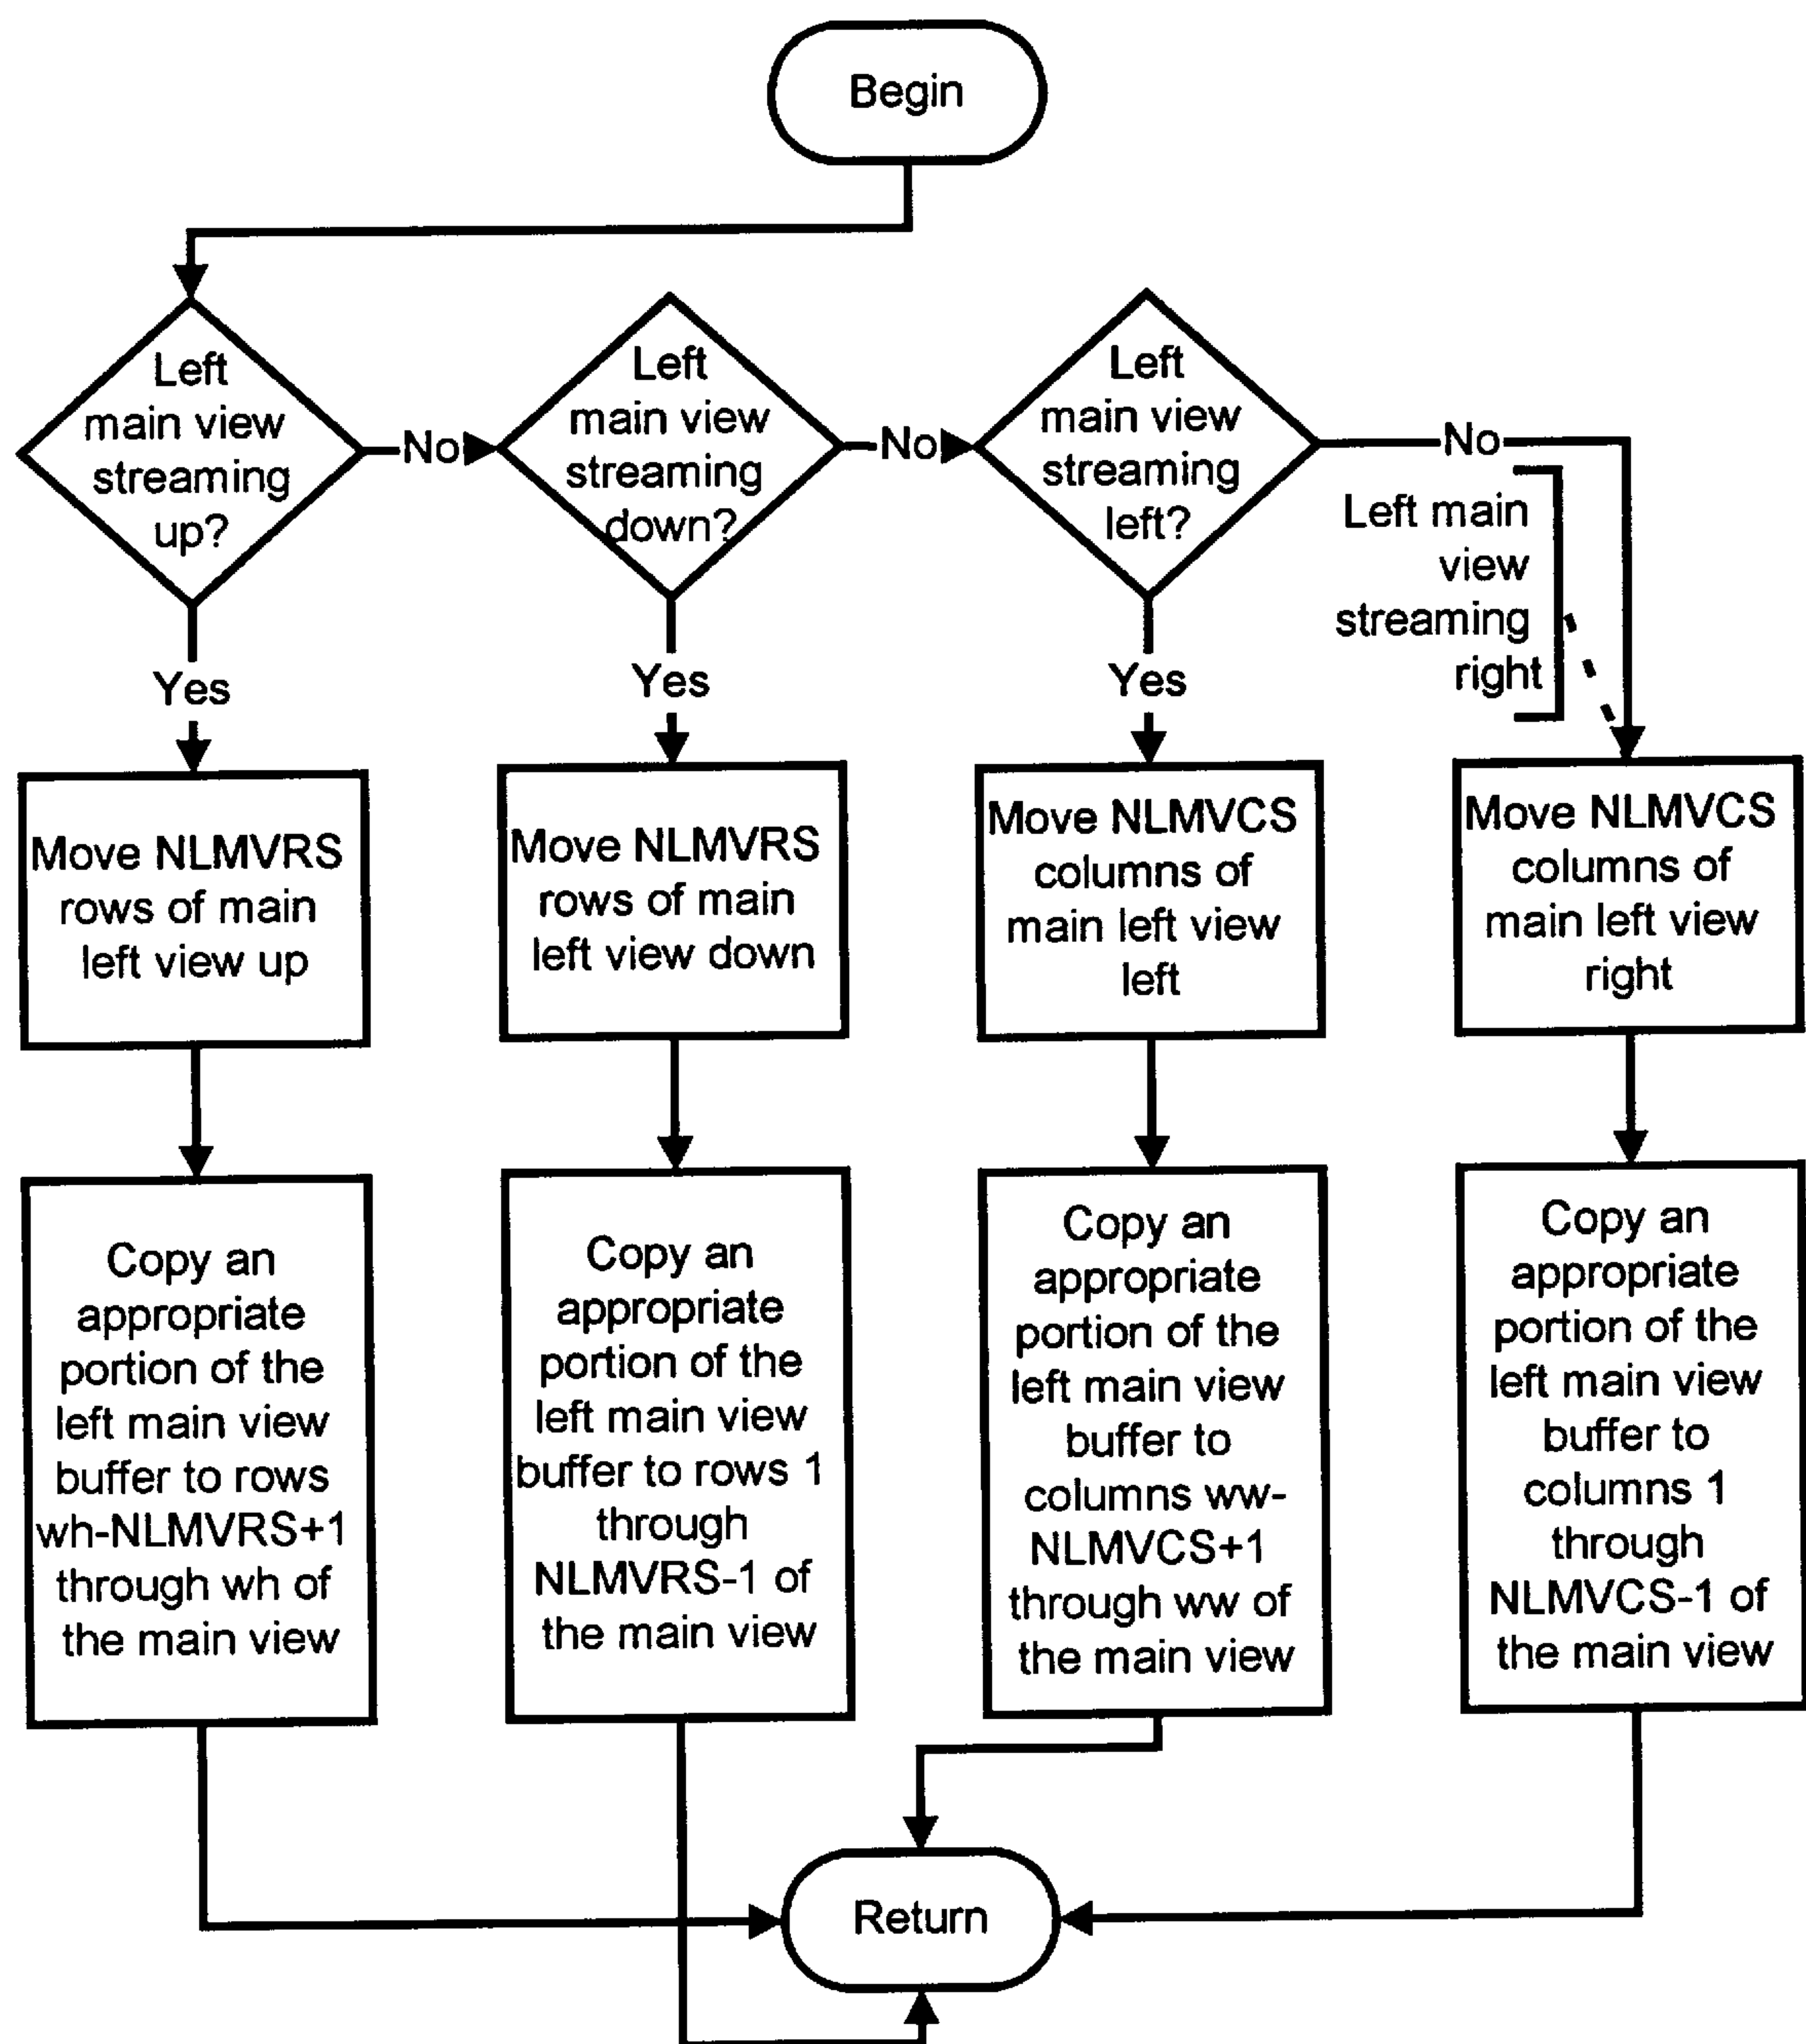 Begin
Left
main view
streaming
up?
No
Left
main view
streaming
down?
No
Left
main view
streaming
left?
No
Left main
view
streaming
right
Yes
Yes
Yes
Move NLMVRS
rows of main
left view up
Move NLMVRS
rows of main
left view down
Move NLMVCS
columns of
main left view
left
Move NLMVCS
columns of
main left view
right
Copy an
appropriate
portion of the
left main view
buffer to rows
wh-NLMVRS+1
through wh of
the main view
Copy an
appropriate
portion of the
left main view
buffer to rows 1
through
NLMVRS-1 of
the main view
Copy an
appropriate
portion of the
left main view
buffer to
columns ww-
NLMVCS+1
through ww of
the main view
Copy an
appropriate
portion of the
left main view
buffer to
columns 1
through
NLMVCS-1 of
the main view
Return